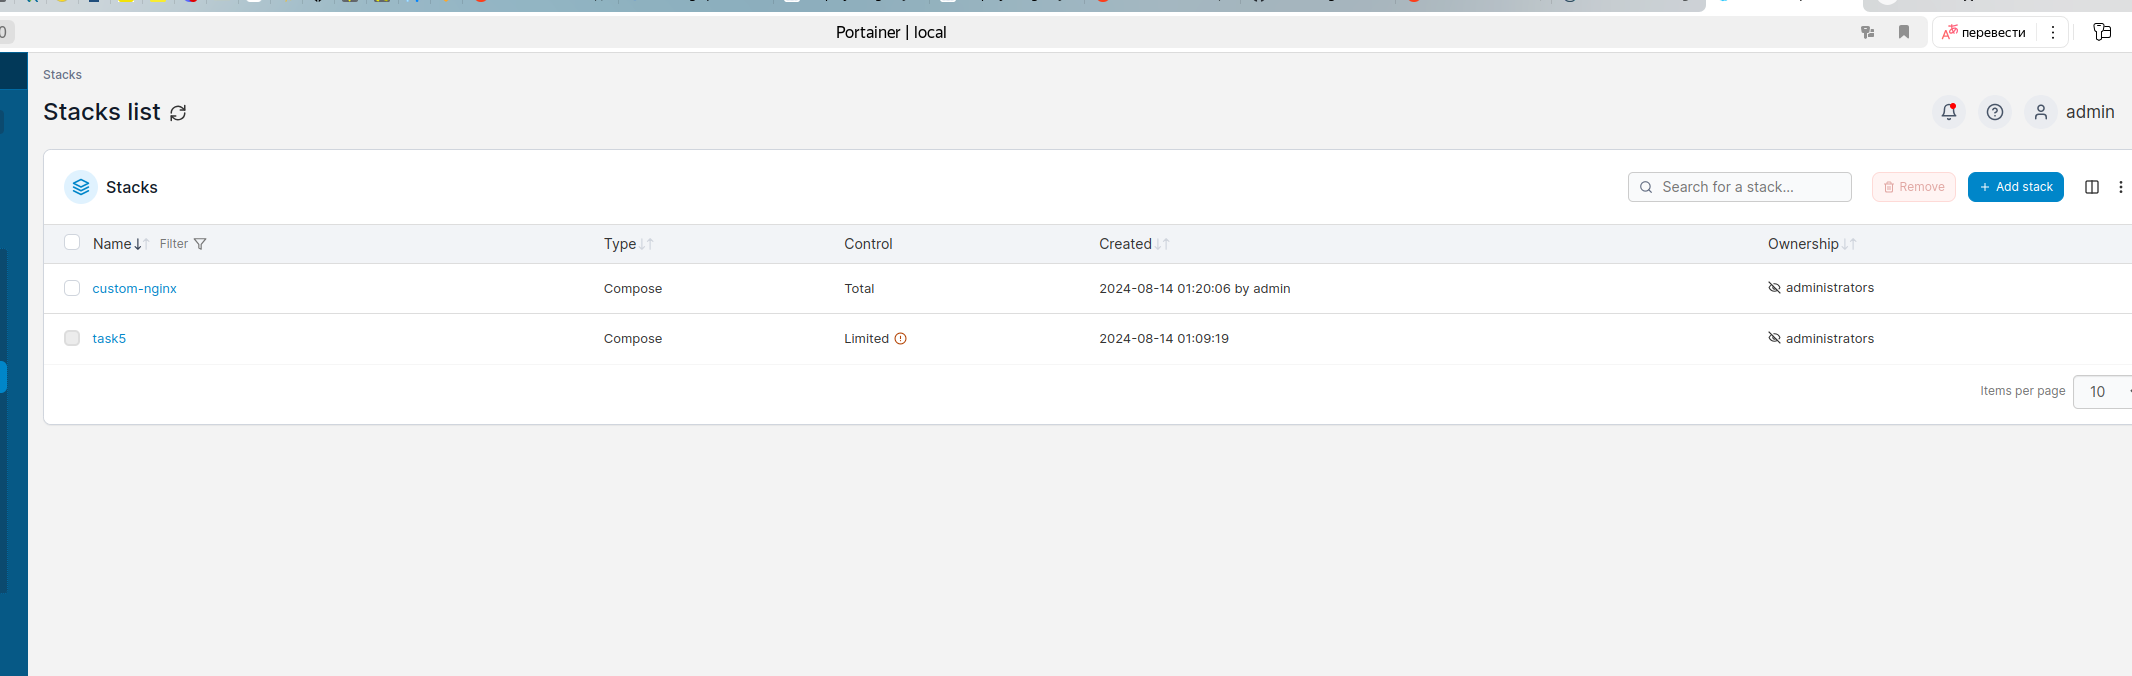 Portainer | local
перевести
Stacks
Stacks list
admin
Stacks
Search for a stack...
Remove
+ Add stack
Name Filter Type Control Created Ownership
custom-nginx Compose Total 2024-08-14 01:20:06 by admin administrators
task5 Compose Limited 2024-08-14 01:09:19 administrators
Items per page 10